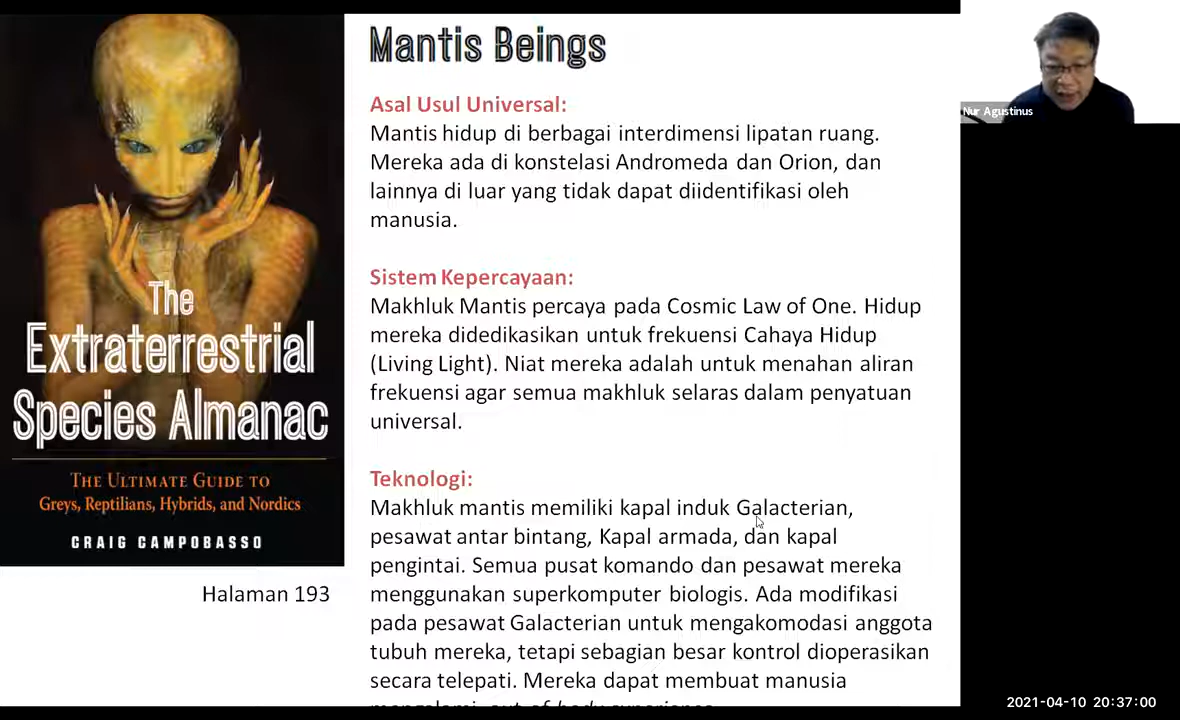 The
Extraterrestrial
Species Almanac
The Ultimate Guide to
Greys, Reptilians, Hybrids, and Nordics
CRAIG CAMPOBASSO
Halaman 193
Mantis Beings
Asal Usul Universal:
Mantis hidup di berbagai interdimensi lipatan ruang.
Mereka ada di konstelasi Andromeda dan Orion, dan
lainnya di luar yang tidak dapat diidentifikasi oleh
manusia.
Sistem Kepercayaan:
Makhluk Mantis percaya pada Cosmic Law of One. Hidup
mereka didedikasikan untuk frekuensi Cahaya Hidup
(Living Light). Niat mereka adalah untuk menahan aliran
frekuensi agar semua makhluk selaras dalam penyatuan
universal.
Teknologi:
Makhluk mantis memiliki kapal induk Galacterian,
pesawat antar bintang, Kapal armada, dan kapal
pengintai. Semua pusat komando dan pesawat mereka
menggunakan superkomputer biologis. Ada modifikasi
pada pesawat Galacterian untuk mengakomodasi anggota
tubuh mereka, tetapi sebagian besar kontrol dioperasikan
secara telepati. Mereka dapat membuat manusia
Nur Agustinus
2021-04-10 20:37:00